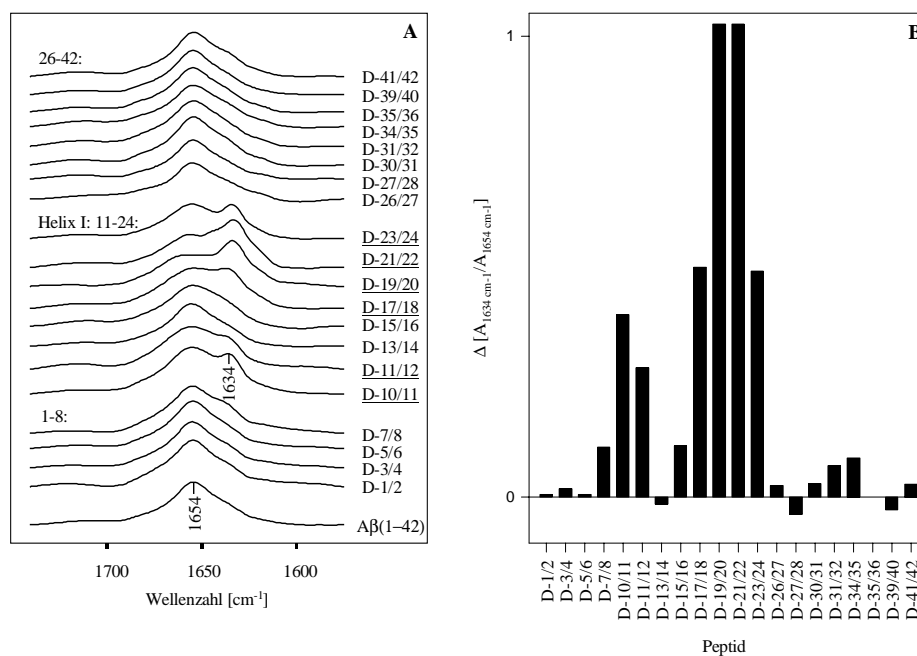 A
26-42:
D-41/42
D-39/40
D-35/36
D-34/35
D-31/32
D-30/31
D-27/28
D-26/27
Helix I: 11-24:
D-23/24
D-21/22
D-19/20
D-17/18
D-15/16
D-13/14
D-11/12
D-10/11
1634
1-8:
D-7/8
D-5/6
D-3/4
D-1/2
1654
Aβ(1–42)
1700
1650
1600
Wellenzahl [cm-1]
B
1
0
Δ [A1634 cm-1/A1654 cm-1]
D-1/2
D-3/4
D-5/6
D-7/8
D-10/11
D-11/12
D-13/14
D-15/16
D-17/18
D-19/20
D-21/22
D-23/24
D-26/27
D-27/28
D-30/31
D-31/32
D-34/35
D-35/36
D-39/40
D-41/42
Peptid